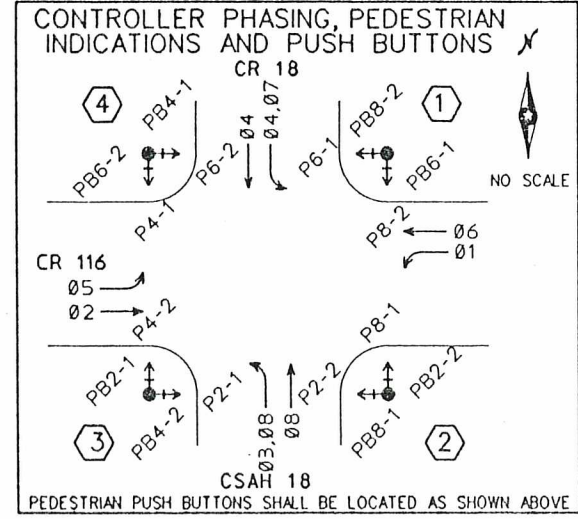 CONTROLLER PHASING, PEDESTRIAN
INDICATIONS AND PUSH BUTTONS
N
CR 18
4
PB4-1
Ø4
Ø4,Ø7
PB8-2
1
PB6-2
P6-2
P6-1
PB6-1
NO SCALE
P4-1
P8-2
Ø6
Ø1
CR 116
Ø5
Ø2
P4-2
P8-1
PB2-1
P2-1
P2-2
PB2-2
PB4-2
Ø3,Ø8
Ø8
PB8-1
3
2
CSAH 18
PEDESTRIAN PUSH BUTTONS SHALL BE LOCATED AS SHOWN ABOVE